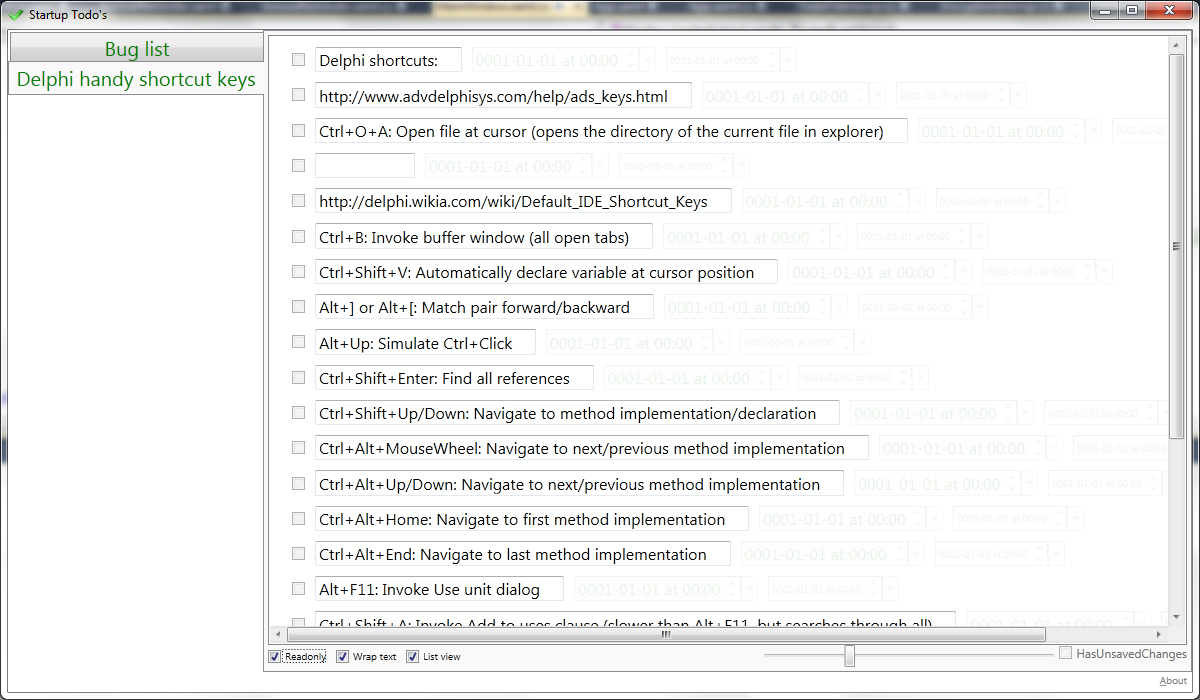 Startup Todo's
Bug list
Delphi handy shortcut keys
Delphi shortcuts: 0001-01-01 at 00:00 0001-01-01 at 00:00
http://www.advdelphisys.com/help/ads_keys.html 0001-01-01 at 00:00 0001-01-01 at 00:00
Ctrl+O+A: Open file at cursor (opens the directory of the current file in explorer) 0001-01-01 at 00:00 0001-01-01
0001-01-01 at 00:00 0001-01-01 at 00:00
http://delphi.wikia.com/wiki/Default_IDE_Shortcut_Keys 0001-01-01 at 00:00 0001-01-01 at 00:00
Ctrl+B: Invoke buffer window (all open tabs) 0001-01-01 at 00:00 0001-01-01 at 00:00
Ctrl+Shift+V: Automatically declare variable at cursor position 0001-01-01 at 00:00 0001-01-01 at 00:00
Alt+] or Alt+[: Match pair forward/backward 0001-01-01 at 00:00 0001-01-01 at 00:00
Alt+Up: Simulate Ctrl+Click 0001-01-01 at 00:00 0001-01-01 at 00:00
Ctrl+Shift+Enter: Find all references 0001-01-01 at 00:00 0001-01-01 at 00:00
Ctrl+Shift+Up/Down: Navigate to method implementation/declaration 0001-01-01 at 00:00 0001-01-01 at 00:00
Ctrl+Alt+MouseWheel: Navigate to next/previous method implementation 0001-01-01 at 00:00 0001-01-01 at 00:00
Ctrl+Alt+Up/Down: Navigate to next/previous method implementation 0001-01-01 at 00:00 0001-01-01 at 00:00
Ctrl+Alt+Home: Navigate to first method implementation 0001-01-01 at 00:00 0001-01-01 at 00:00
Ctrl+Alt+End: Navigate to last method implementation 0001-01-01 at 00:00 0001-01-01 at 00:00
Alt+F11: Invoke Use unit dialog 0001-01-01 at 00:00 0001-01-01 at 00:00
Ctrl+Shift+A: Invoke Add to uses clause (slower than Alt+F11, but searches through all) 0001-01-01 at 00:00
Readonly Wrap text List view HasUnsavedChanges
About